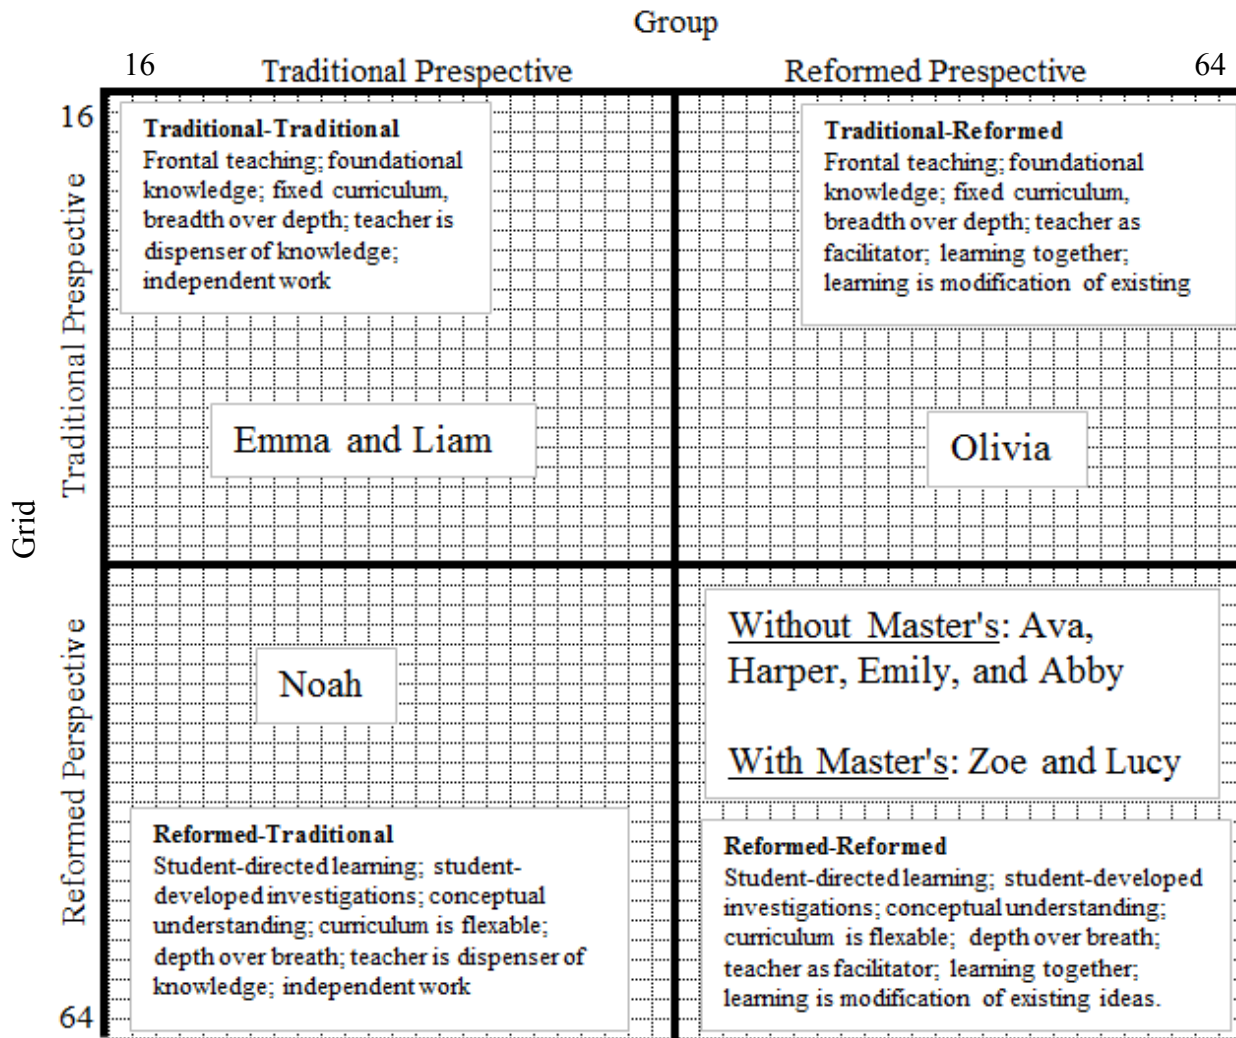 Group
16 Traditional Prespective Reformed Prespective 64
16
Traditional-Traditional
Frontal teaching; foundational
knowledge; fixed curriculum,
breadth over depth; teacher is
dispenser of knowledge;
independent work
Traditional-Reformed
Frontal teaching; foundational
knowledge; fixed curriculum,
breadth over depth; teacher as
facilitator; learning together;
learning is modification of existing
Traditional Prespective
Emma and Liam
Olivia
Grid
Reformed Perspective
Noah
Without Master's: Ava,
Harper, Emily, and Abby
With Master's: Zoe and Lucy
Reformed-Traditional
Student-directed learning; student-
developed investigations; conceptual
understanding; curriculum is flexable;
depth over breath; teacher is dispenser of
knowledge; independent work
Reformed-Reformed
Student-directed learning; student-developed
investigations; conceptual understanding;
curriculum is flexable; depth over breath;
teacher as facilitator; learning together;
learning is modification of existing ideas.
64